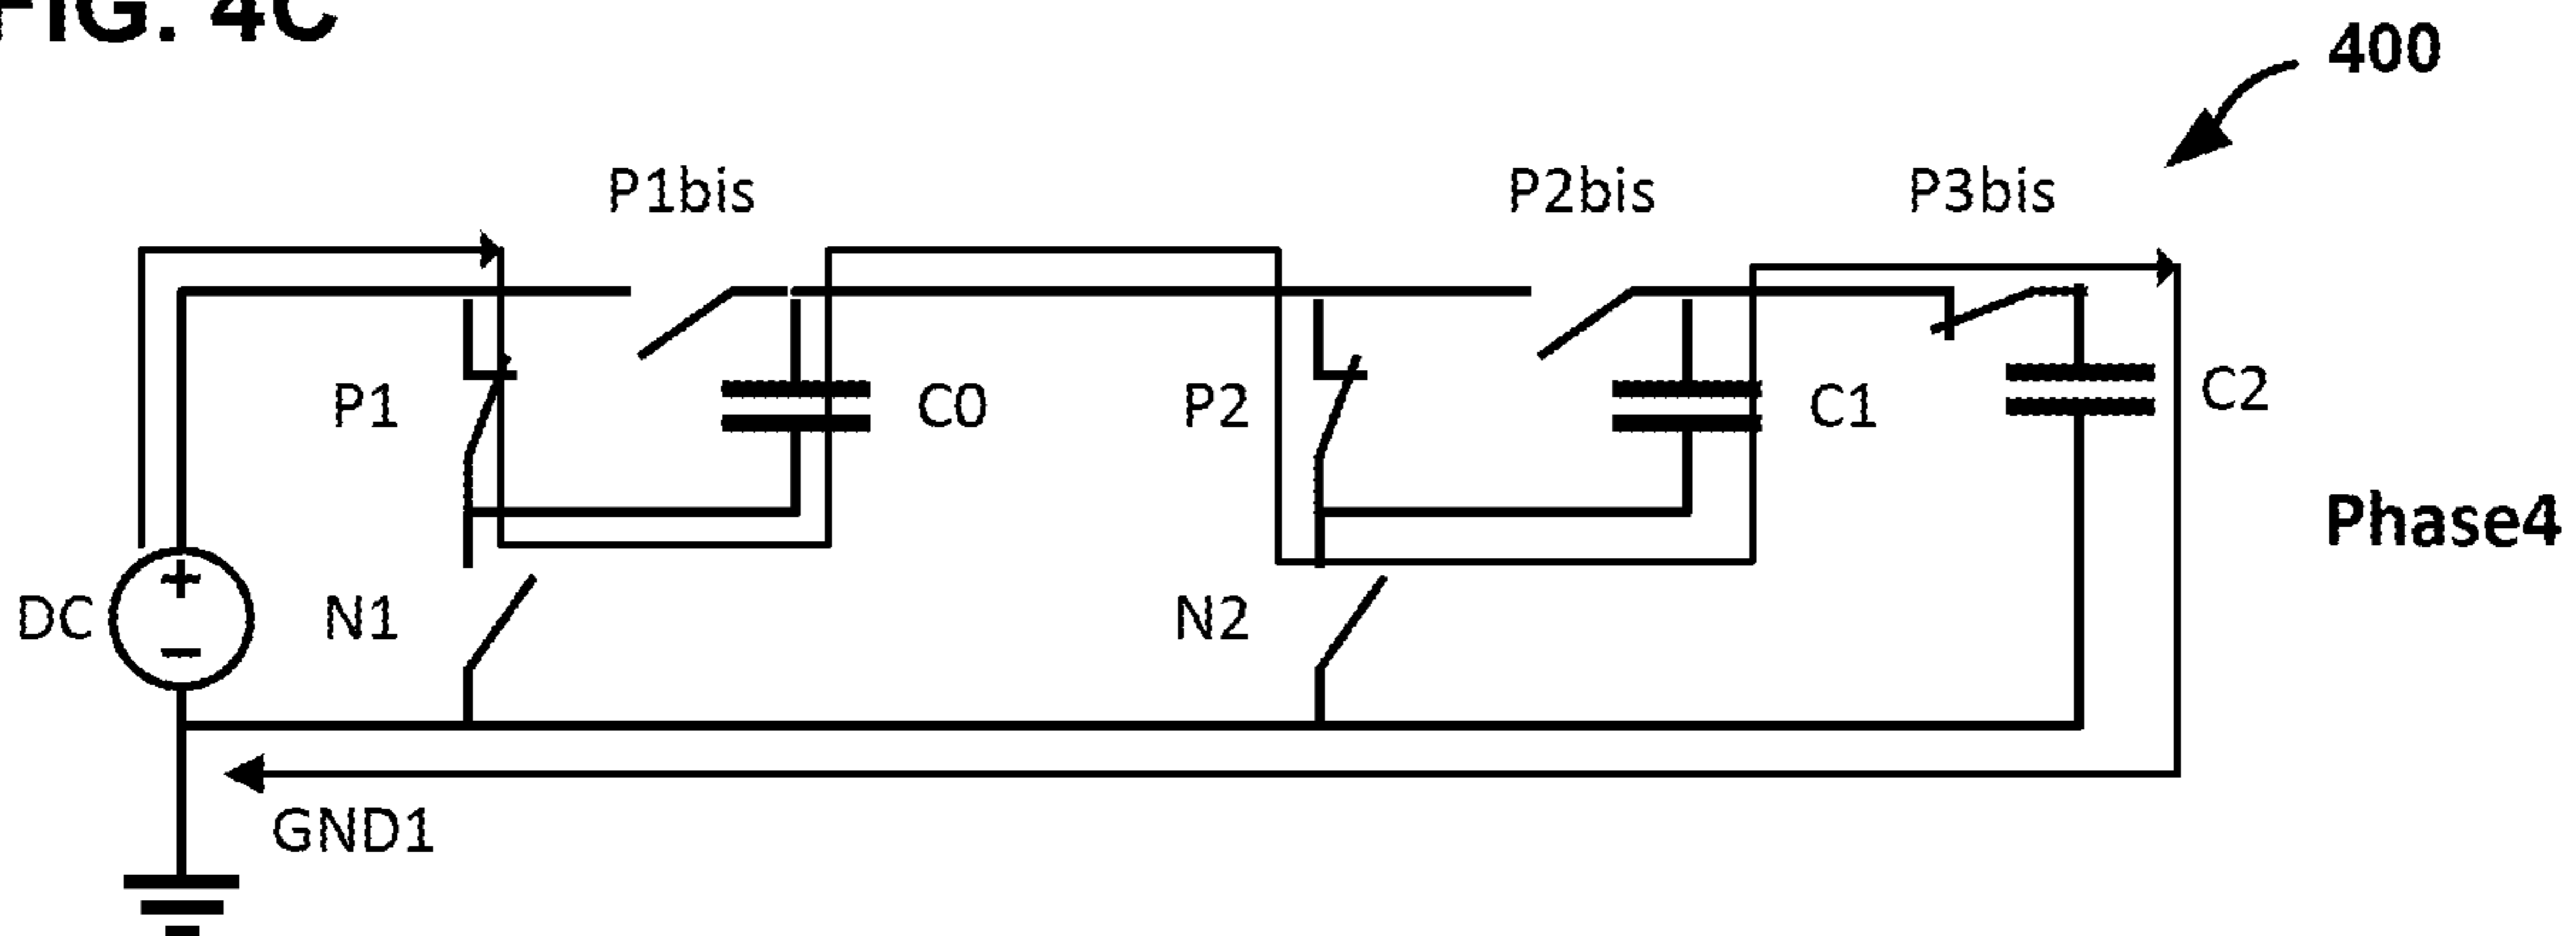 FIG. 4C
400
P1bis P2bis P3bis
P1 C0 P2 C1 C2
Phase4
DC + − N1 N2
GND1